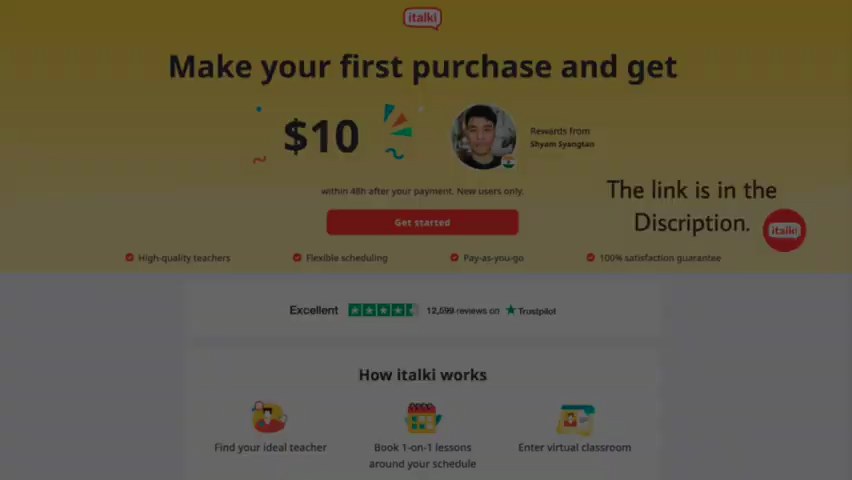 italki
Make your first purchase and get
$10
Rewards from
Shyam Syangtan
within 48h after your payment. New users only.
The link is in the
Discription.
italki
Get started
High-quality teachers
Flexible scheduling
Pay-as-you-go
100% satisfaction guarantee
Excellent
12,599 reviews on
Trustpilot
How italki works
Find your ideal teacher
Book 1-on-1 lessons
around your schedule
Enter virtual classroom